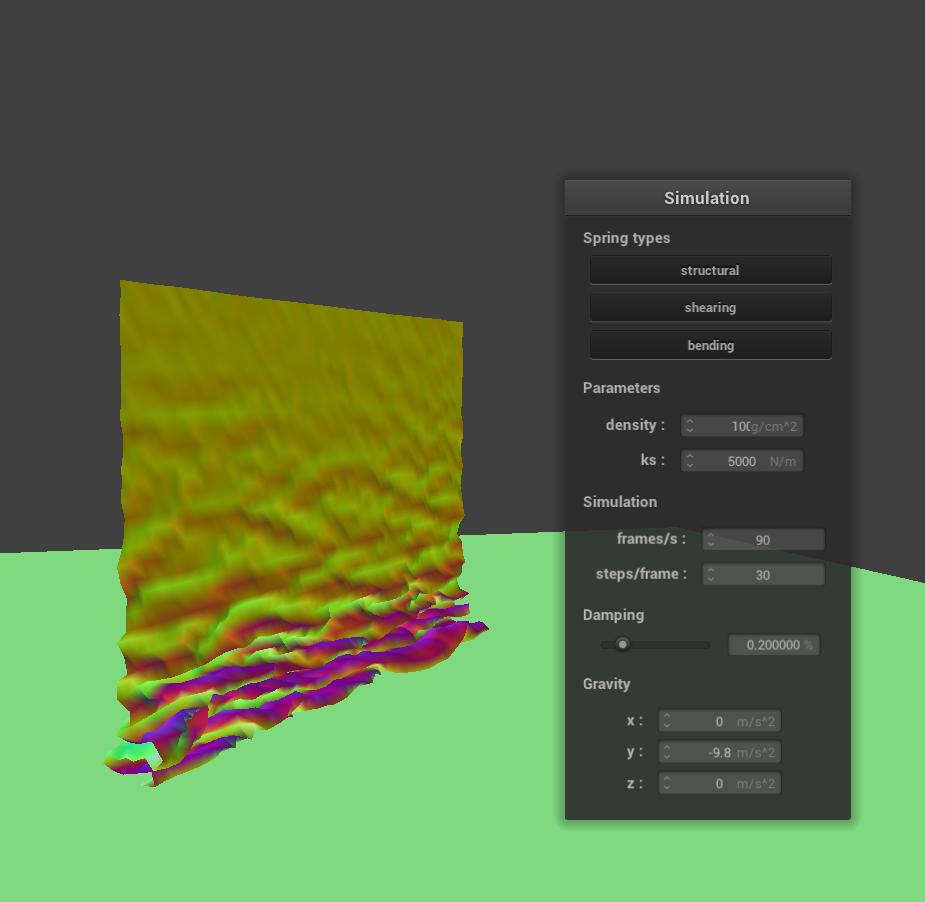 Simulation
Spring types
structural
shearing
bending
Parameters
density : 100 g/cm^2
ks : 5000 N/m
Simulation
frames/s : 90
steps/frame : 30
Damping
0.200000 %
Gravity
x : 0 m/s^2
y : -9.8 m/s^2
z : 0 m/s^2